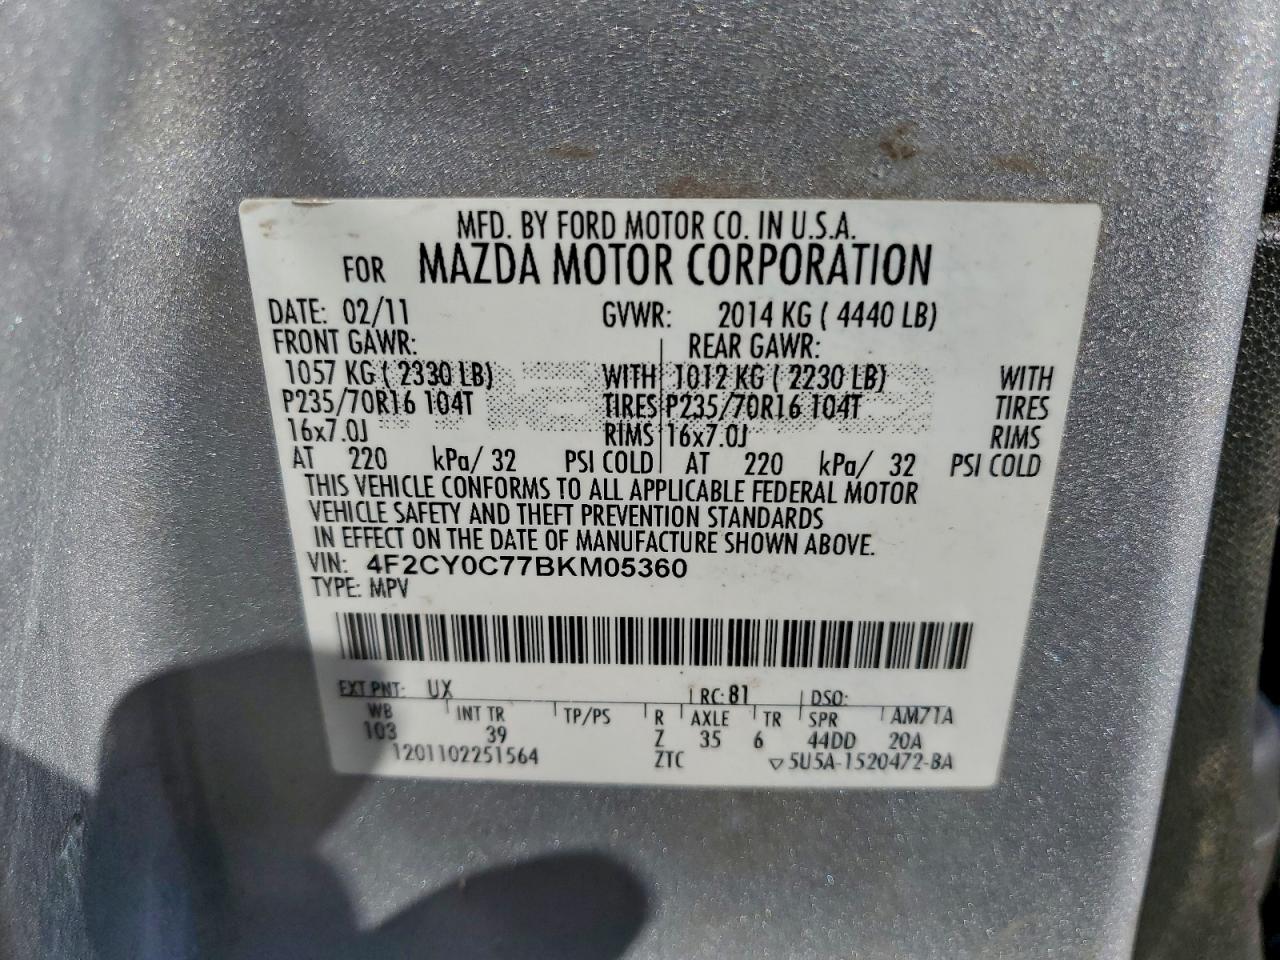 MFD. BY FORD MOTOR CO. IN U.S.A.
FOR MAZDA MOTOR CORPORATION
DATE: 02/11 GVWR: 2014 KG ( 4440 LB)
FRONT GAWR: REAR GAWR:
1057 KG ( 2330 LB) WITH 1012 KG ( 2230 LB) WITH
P235/70R16 104T TIRES P235/70R16 104T TIRES
16x7.0J RIMS 16x7.0J RIMS
AT 220 kPa/ 32 PSI COLD AT 220 kPa/ 32 PSI COLD
THIS VEHICLE CONFORMS TO ALL APPLICABLE FEDERAL MOTOR
VEHICLE SAFETY AND THEFT PREVENTION STANDARDS
IN EFFECT ON THE DATE OF MANUFACTURE SHOWN ABOVE.
VIN: 4F2CY0C77BKM05360
TYPE: MPV
EXT PNT: UX RC: 81 DSO:
WB INT TR TP/PS R AXLE TR SPR AM71A
103 39 Z 35 6 44DD 20A
1201102251564 ZTC ▽5U5A-1520472-BA